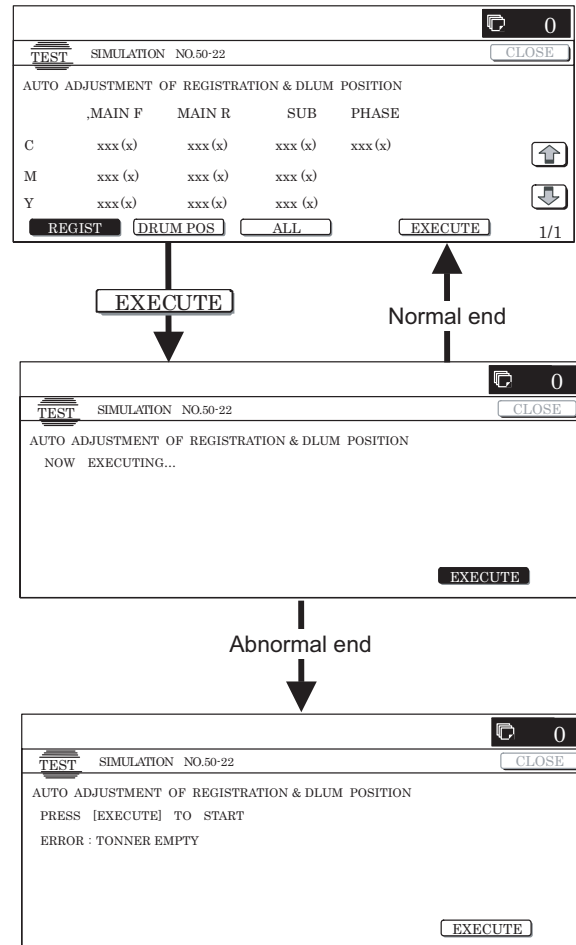 0
TEST SIMULATION NO.50-22 CLOSE
AUTO ADJUSTMENT OF REGISTRATION & DLUM POSITION
,MAIN F MAIN R SUB PHASE
C xxx (x) xxx (x) xxx (x) xxx (x)
M xxx (x) xxx (x) xxx (x)
Y xxx (x) xxx (x) xxx (x)
REGIST DRUM POS ALL EXECUTE 1/1
EXECUTE
Normal end
0
TEST SIMULATION NO.50-22 CLOSE
AUTO ADJUSTMENT OF REGISTRATION & DLUM POSITION
NOW EXECUTING...
EXECUTE
Abnormal end
0
TEST SIMULATION NO.50-22 CLOSE
AUTO ADJUSTMENT OF REGISTRATION & DLUM POSITION
PRESS [EXECUTE] TO START
ERROR : TONNER EMPTY
EXECUTE